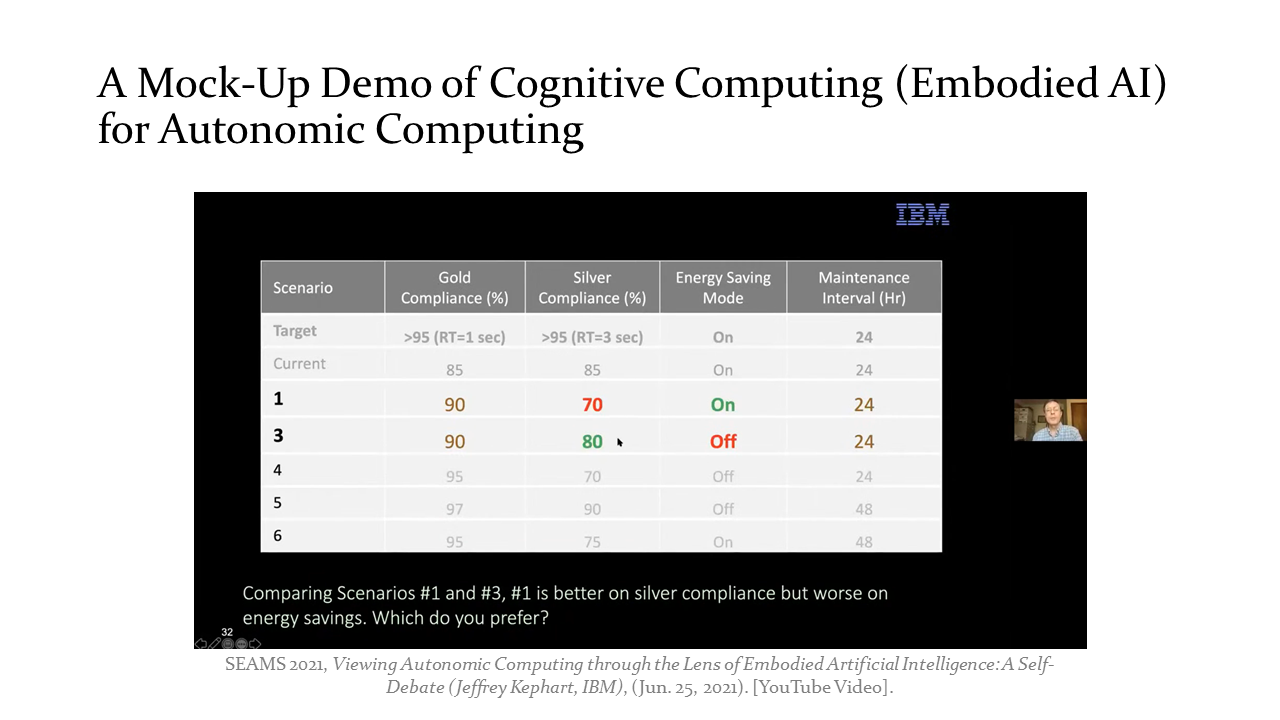 A Mock-Up Demo of Cognitive Computing (Embodied AI)
for Autonomic Computing
IBM
Scenario Gold Compliance (%) Silver Compliance (%) Energy Saving Mode Maintenance Interval (Hr)
Target >95 (RT=1 sec) >95 (RT=3 sec) On 24
Current 85 85 On 24
1 90 70 On 24
3 90 80 Off 24
4 95 70 Off 24
5 97 90 Off 48
6 95 75 On 48
Comparing Scenarios #1 and #3, #1 is better on silver compliance but worse on
energy savings. Which do you prefer?
32
SEAMS 2021, Viewing Autonomic Computing through the Lens of Embodied Artificial Intelligence: A Self-
Debate (Jeffrey Kephart, IBM), (Jun. 25, 2021). [YouTube Video].